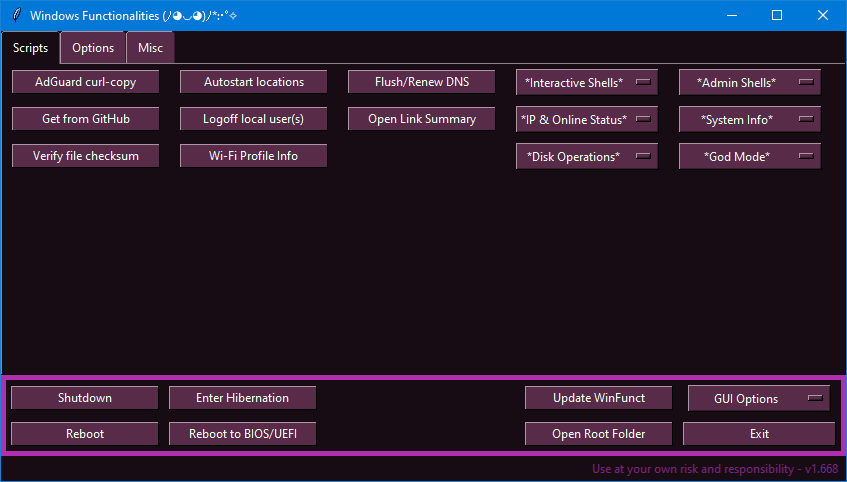 Windows Functionalities (ﾉ◕◡◕)ﾉ*:･ﾟ✧
Scripts Options Misc
AdGuard curl-copy Autostart locations Flush/Renew DNS *Interactive Shells* *Admin Shells*
Get from GitHub Logoff local user(s) Open Link Summary *IP & Online Status* *System Info*
Verify file checksum Wi-Fi Profile Info *Disk Operations* *God Mode*
Shutdown Enter Hibernation Update WinFunct GUI Options
Reboot Reboot to BIOS/UEFI Open Root Folder Exit
Use at your own risk and responsibility - v1.668